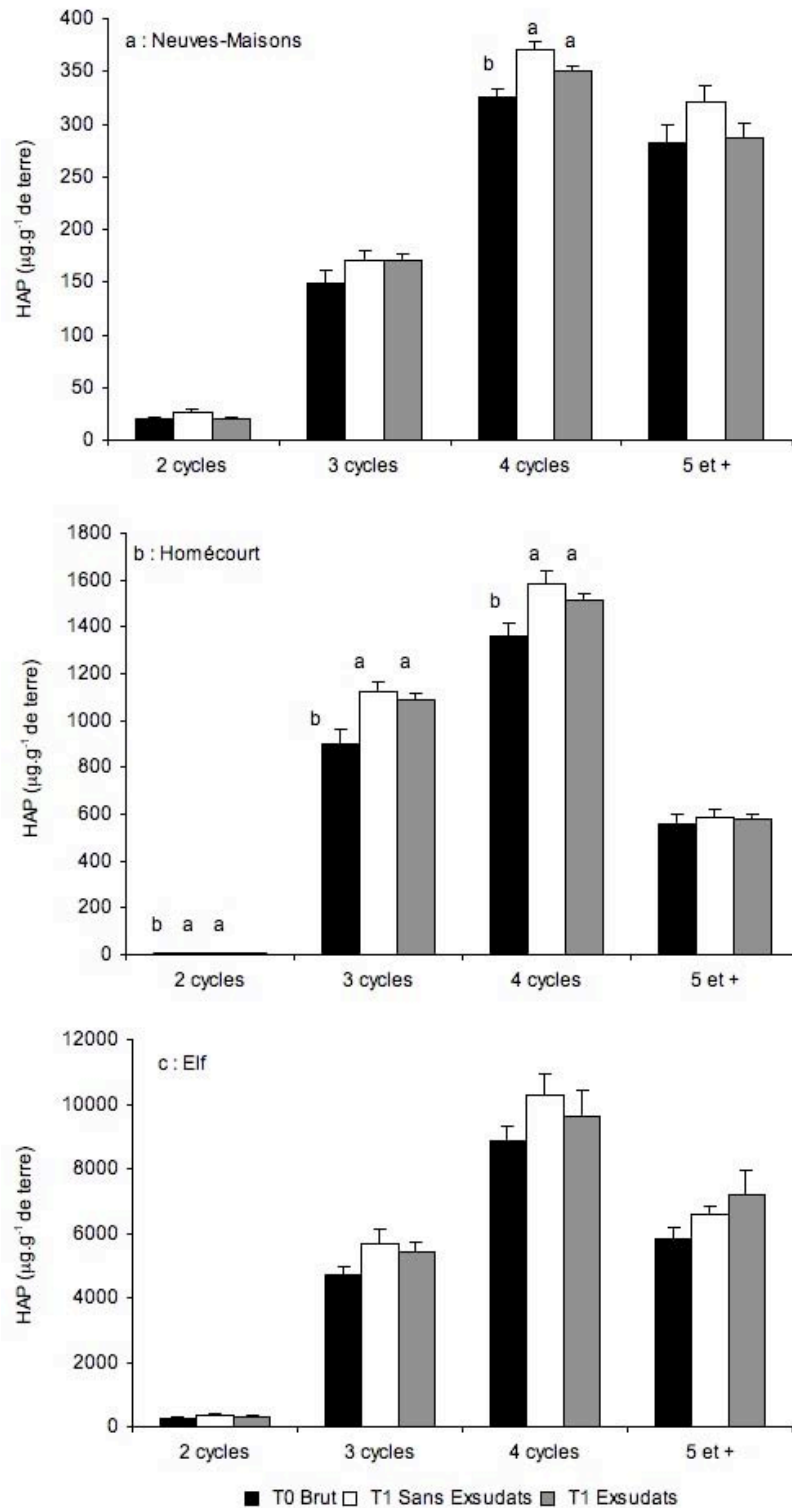 a : Neuves-Maisons
HAP (µg.g⁻¹ de terre)
400
350
300
250
200
150
100
50
0
b a a
2 cycles 3 cycles 4 cycles 5 et +
b : Homécourt
HAP (µg.g⁻¹ de terre)
1800
1600
1400
1200
1000
800
600
400
200
0
b a a
b a a
b a a
2 cycles 3 cycles 4 cycles 5 et +
c : Elf
HAP (µg.g⁻¹ de terre)
12000
10000
8000
6000
4000
2000
0
2 cycles 3 cycles 4 cycles 5 et +
T0 Brut T1 Sans Exsudats T1 Exsudats